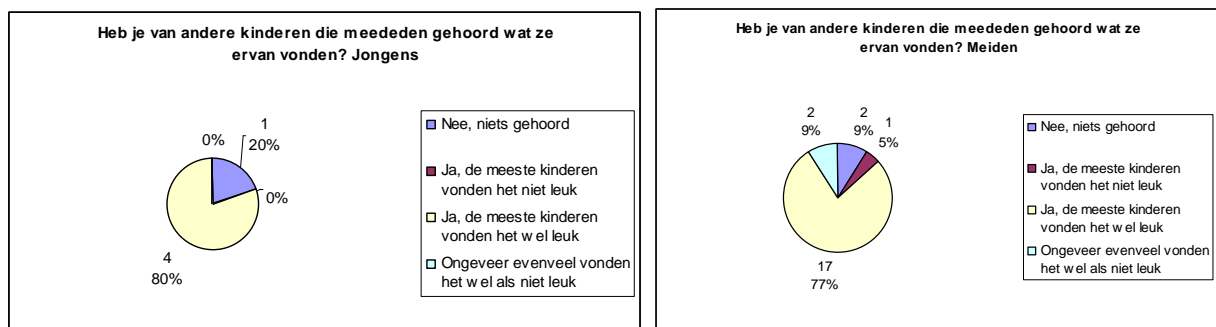 Heb je van andere kinderen die meededen gehoord wat ze
ervan vonden? Jongens
0%
1
20%
0%
4
80%
Nee, niets gehoord
Ja, de meeste kinderen
vonden het niet leuk
Ja, de meeste kinderen
vonden het wel leuk
Ongeveer evenveel vonden
het wel als niet leuk
Heb je van andere kinderen die meededen gehoord wat ze
ervan vonden? Meiden
2
9%
2
9%
1
5%
17
77%
Nee, niets gehoord
Ja, de meeste kinderen
vonden het niet leuk
Ja, de meeste kinderen
vonden het wel leuk
Ongeveer evenveel vonden
het wel als niet leuk